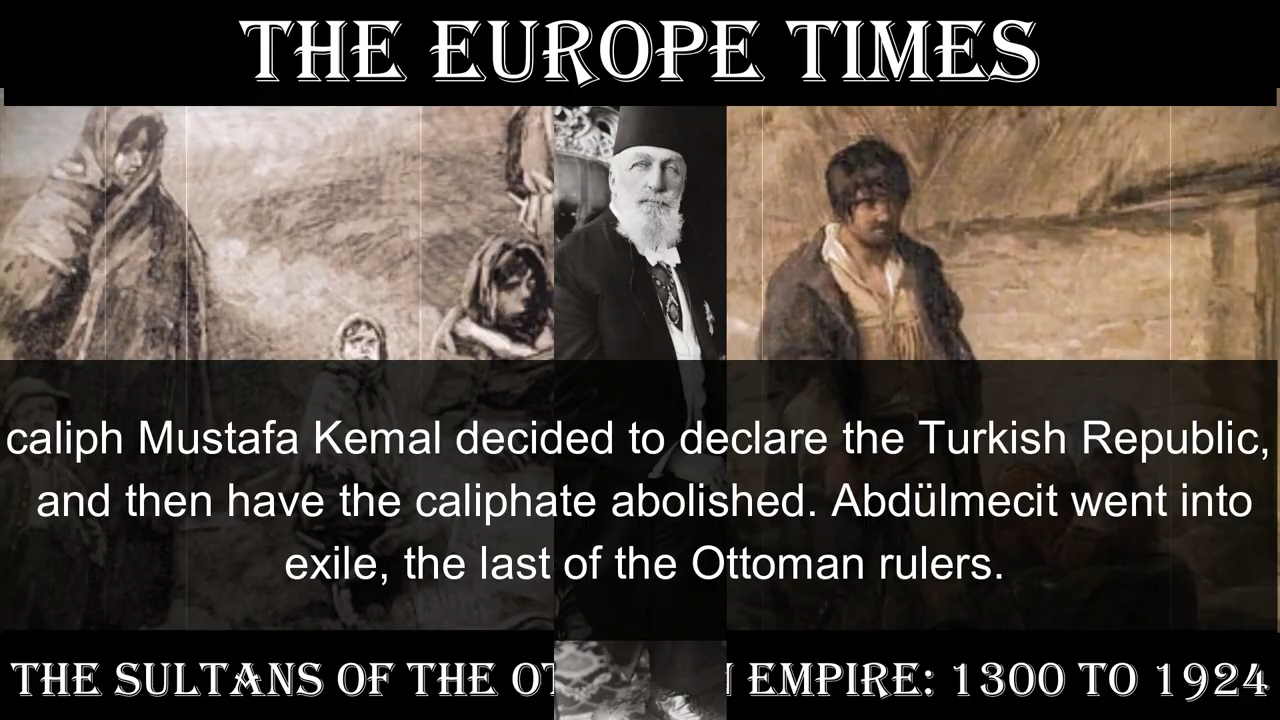 THE EUROPE TIMES
caliph Mustafa Kemal decided to declare the Turkish Republic,
and then have the caliphate abolished. Abdülmecit went into
exile, the last of the Ottoman rulers.
THE SULTANS OF THE EMPIRE: 1300 TO 1924